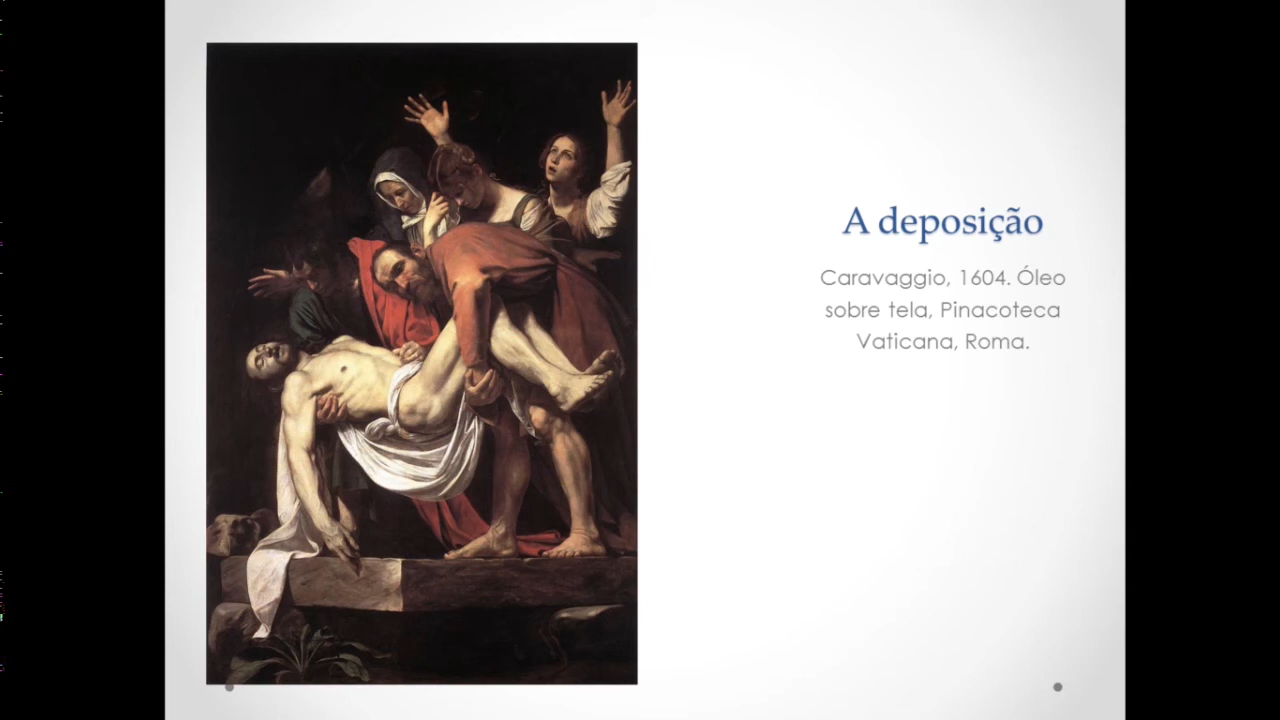 A deposição
Caravaggio, 1604. Óleo
sobre tela, Pinacoteca
Vaticana, Roma.